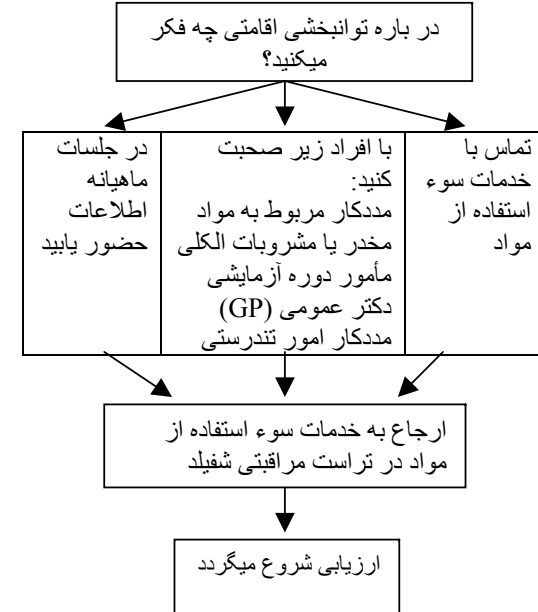 در باره توانبخشی اقامتی چه فکر
میکنید؟
تماس با
خدمات سوء
استفاده از
مواد
با افراد زیر صحبت
کنید:
مددکار مربوط به مواد
مخدر یا مشروبات الکلی
مأمور دوره آزمایشی
دکتر عمومی (GP)
مددکار امور تندرستی
در جلسات
ماهیانه
اطلاعات
حضور یابید
ارجاع به خدمات سوء استفاده از
مواد در تراست مراقبتی شفیلد
ارزیابی شروع میگردد